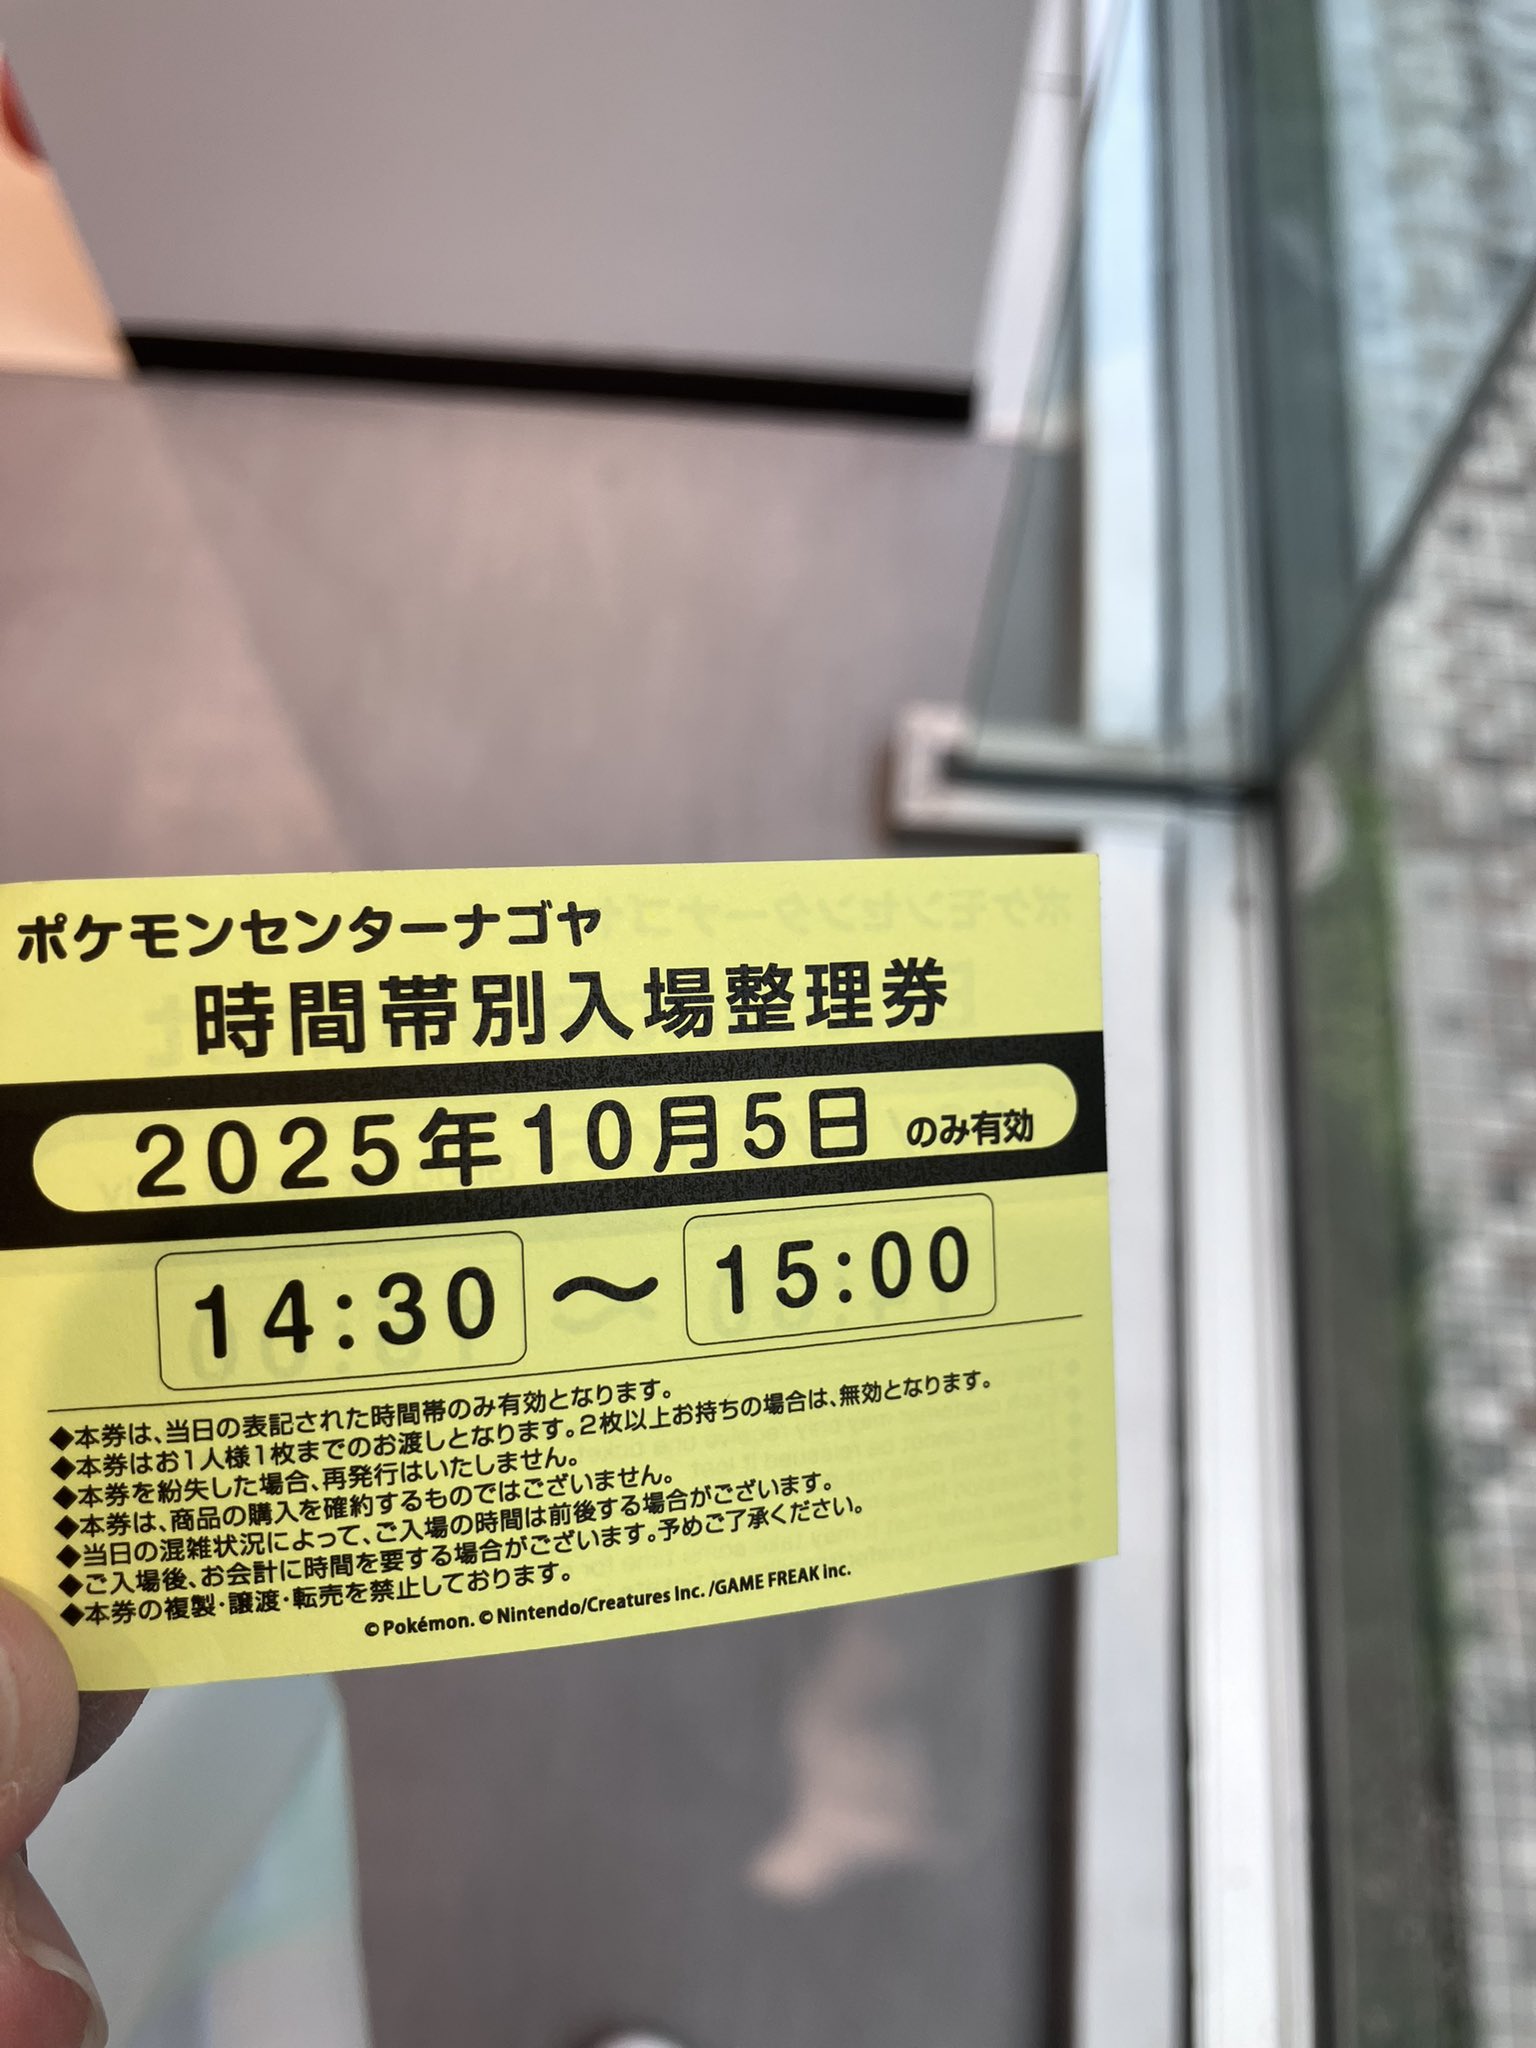 ポケモンセンターナゴヤ
時間帯別入場整理券
2025年10月5日 のみ有効
14:30 〜 15:00
◆本券は、当日の表記された時間帯のみ有効となります。
◆本券はお1人様1枚までのお渡しとなります。2枚以上お持ちの場合は、無効となります。
◆本券を紛失した場合、再発行はいたしません。
◆本券は、商品の購入を確約するものではございません。
◆当日の混雑状況によって、ご入場の時間は前後する場合がございます。
◆ご入場後、お会計に時間を要する場合がございます。予めご了承ください。
◆本券の複製・譲渡・転売を禁止しております。
©Pokémon. ©Nintendo/Creatures Inc. /GAME FREAK inc.